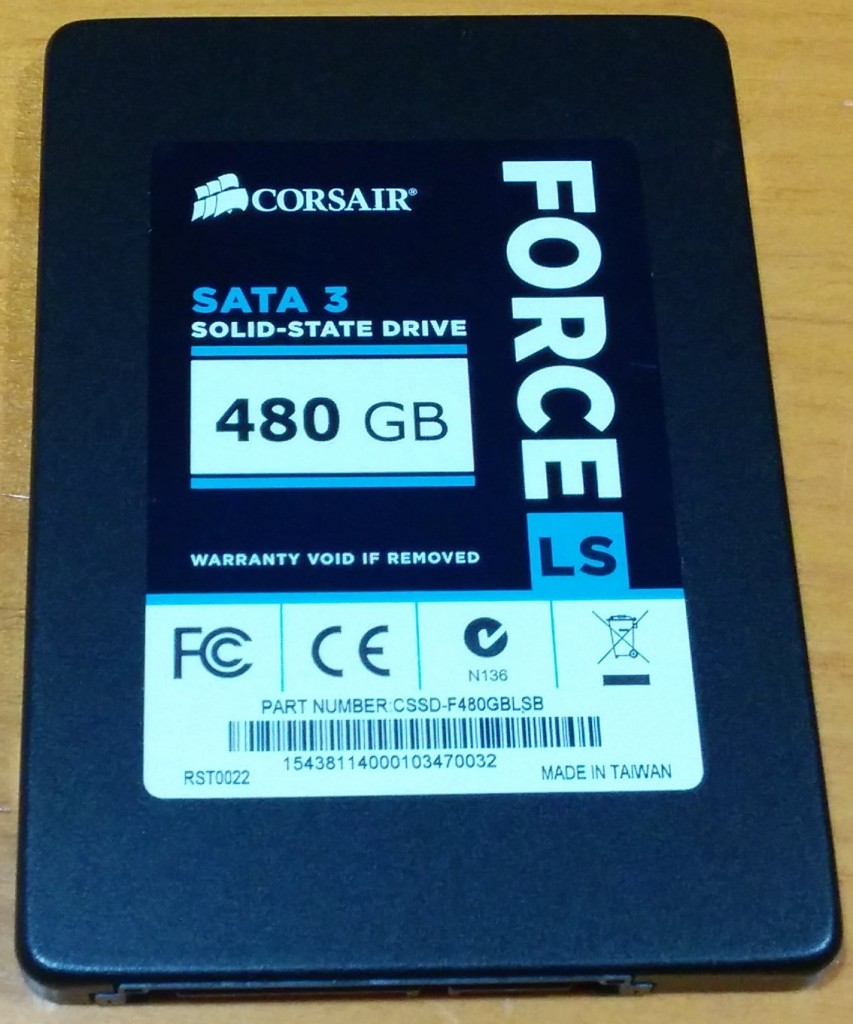 CORSAIR®
FORCE
LS
SATA 3
SOLID-STATE DRIVE
480 GB
WARRANTY VOID IF REMOVED
FC CE
N136
PART NUMBER:CSSD-F480GBLSB
15438114000103470032
RST0022
MADE IN TAIWAN